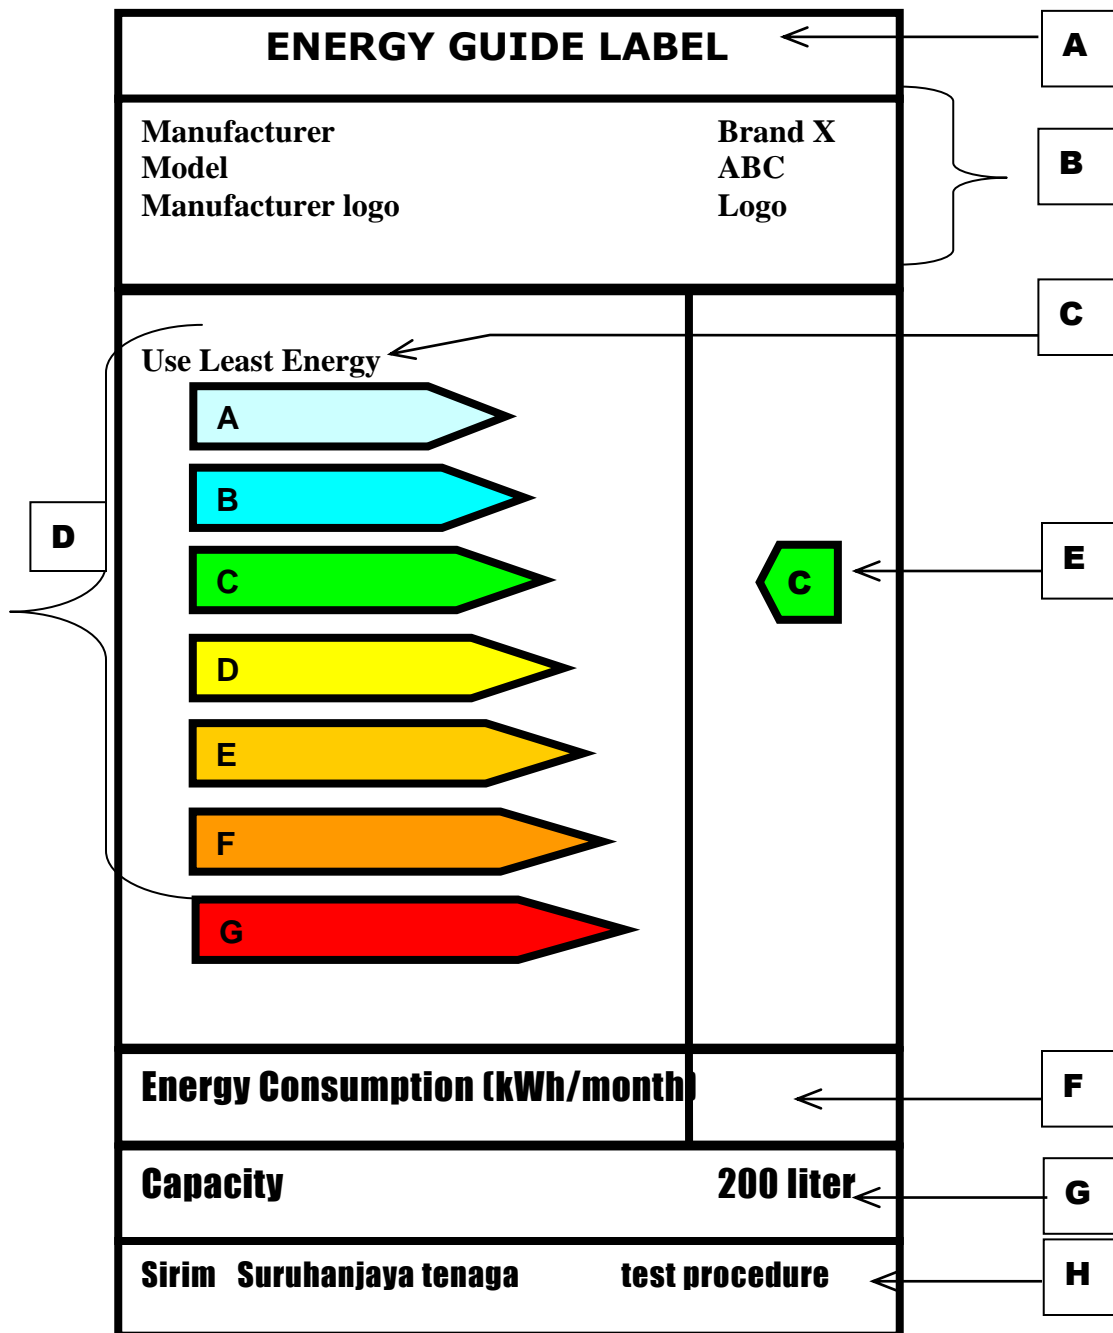 ENERGY GUIDE LABEL
A
Manufacturer Brand X
Model ABC
Manufacturer logo Logo
B
C
Use Least Energy
A
B
D
C
C
E
D
E
F
G
Energy Consumption (kWh/month)
F
Capacity 200 liter
G
Sirim Suruhanjaya tenaga test procedure
H